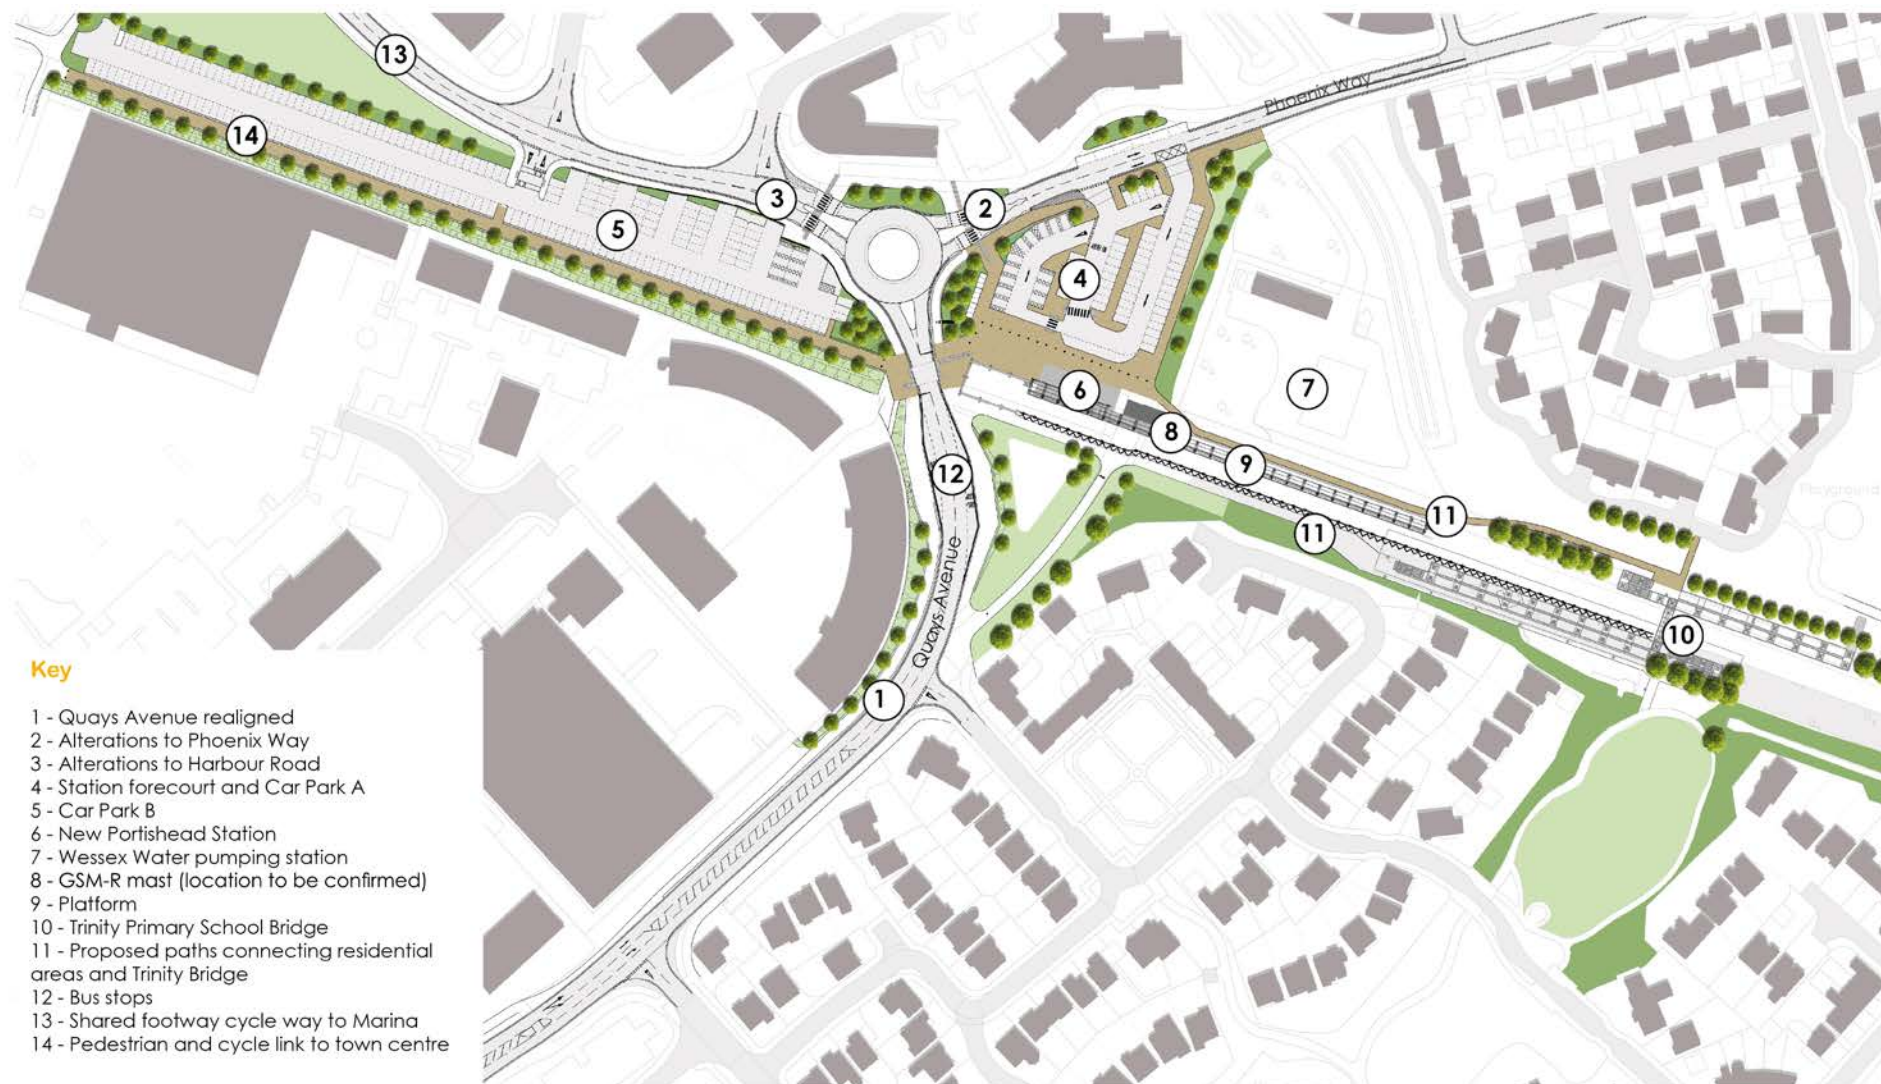 13
Phoenix Way
14
3
2
5
4
6
7
8
9
12
11
11
Playground
Quays Avenue
10
1
Key
1 - Quays Avenue realigned
2 - Alterations to Phoenix Way
3 - Alterations to Harbour Road
4 - Station forecourt and Car Park A
5 - Car Park B
6 - New Portishead Station
7 - Wessex Water pumping station
8 - GSM-R mast (location to be confirmed)
9 - Platform
10 - Trinity Primary School Bridge
11 - Proposed paths connecting residential
areas and Trinity Bridge
12 - Bus stops
13 - Shared footway cycle way to Marina
14 - Pedestrian and cycle link to town centre